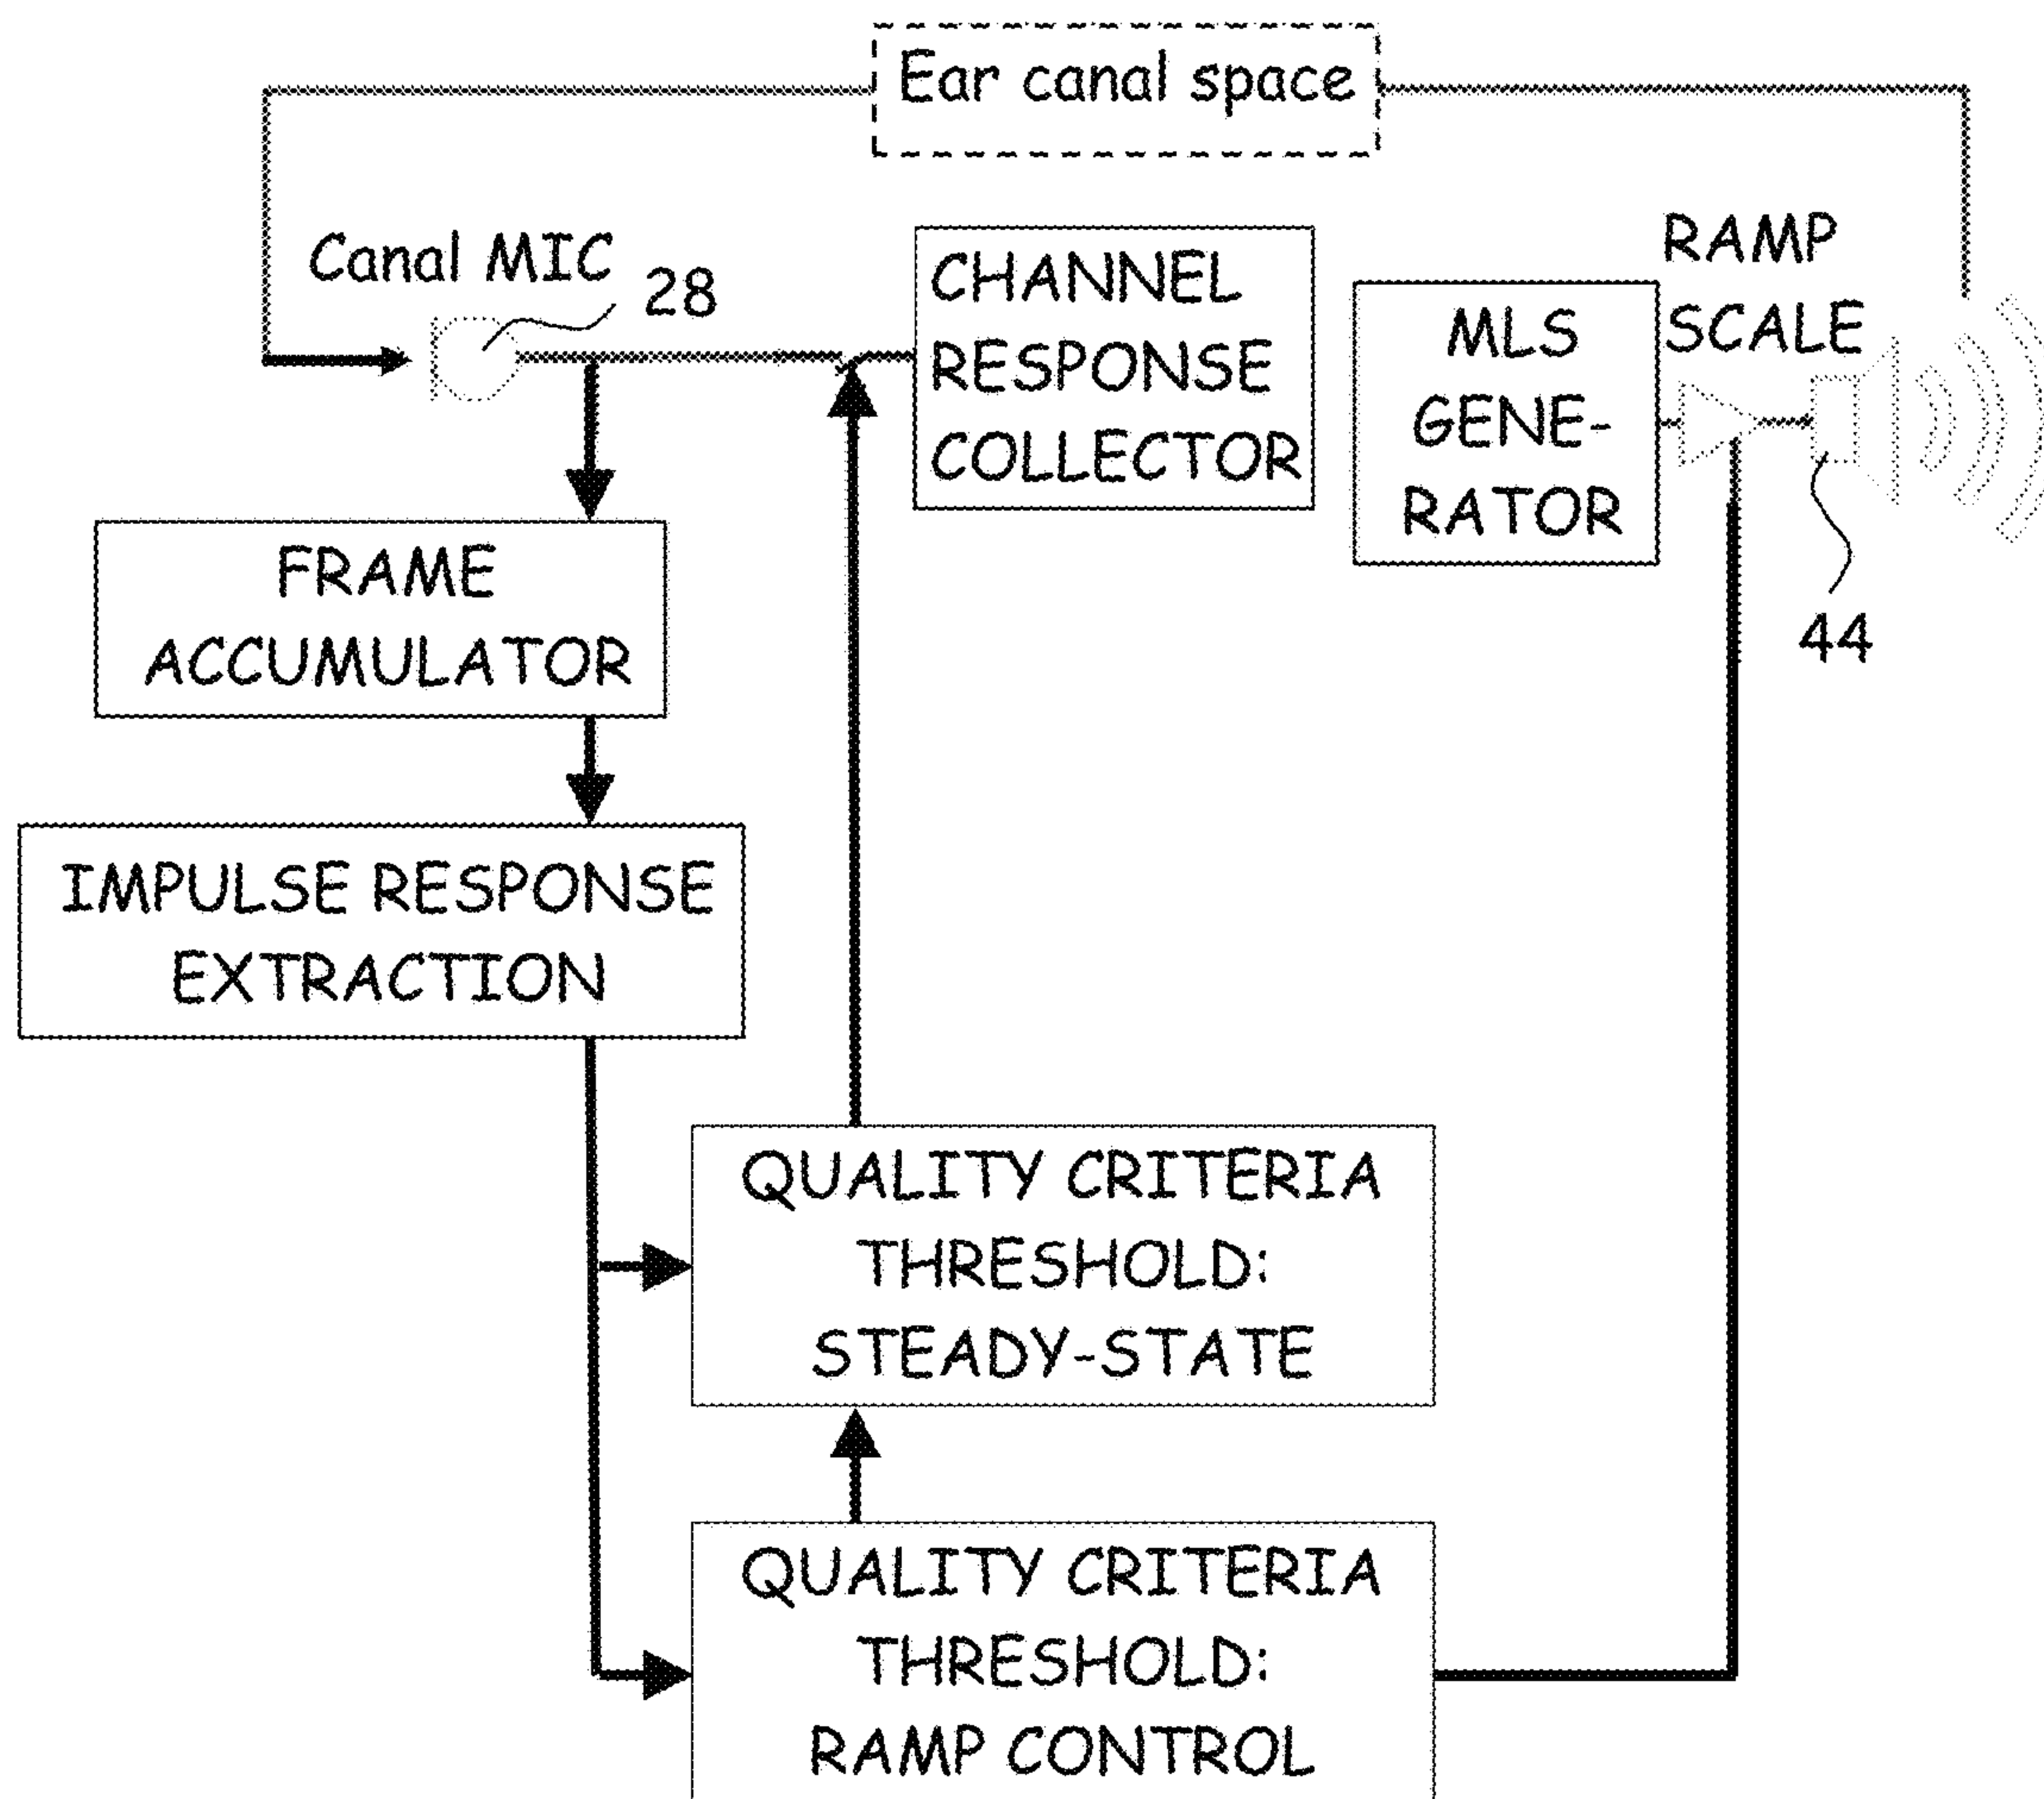 Ear canal space
Canal MIC
28
CHANNEL
RESPONSE
COLLECTOR
MLS
GENE-
RATOR
RAMP
SCALE
44
FRAME
ACCUMULATOR
IMPULSE RESPONSE
EXTRACTION
QUALITY CRITERIA
THRESHOLD:
STEADY-STATE
QUALITY CRITERIA
THRESHOLD:
RAMP CONTROL